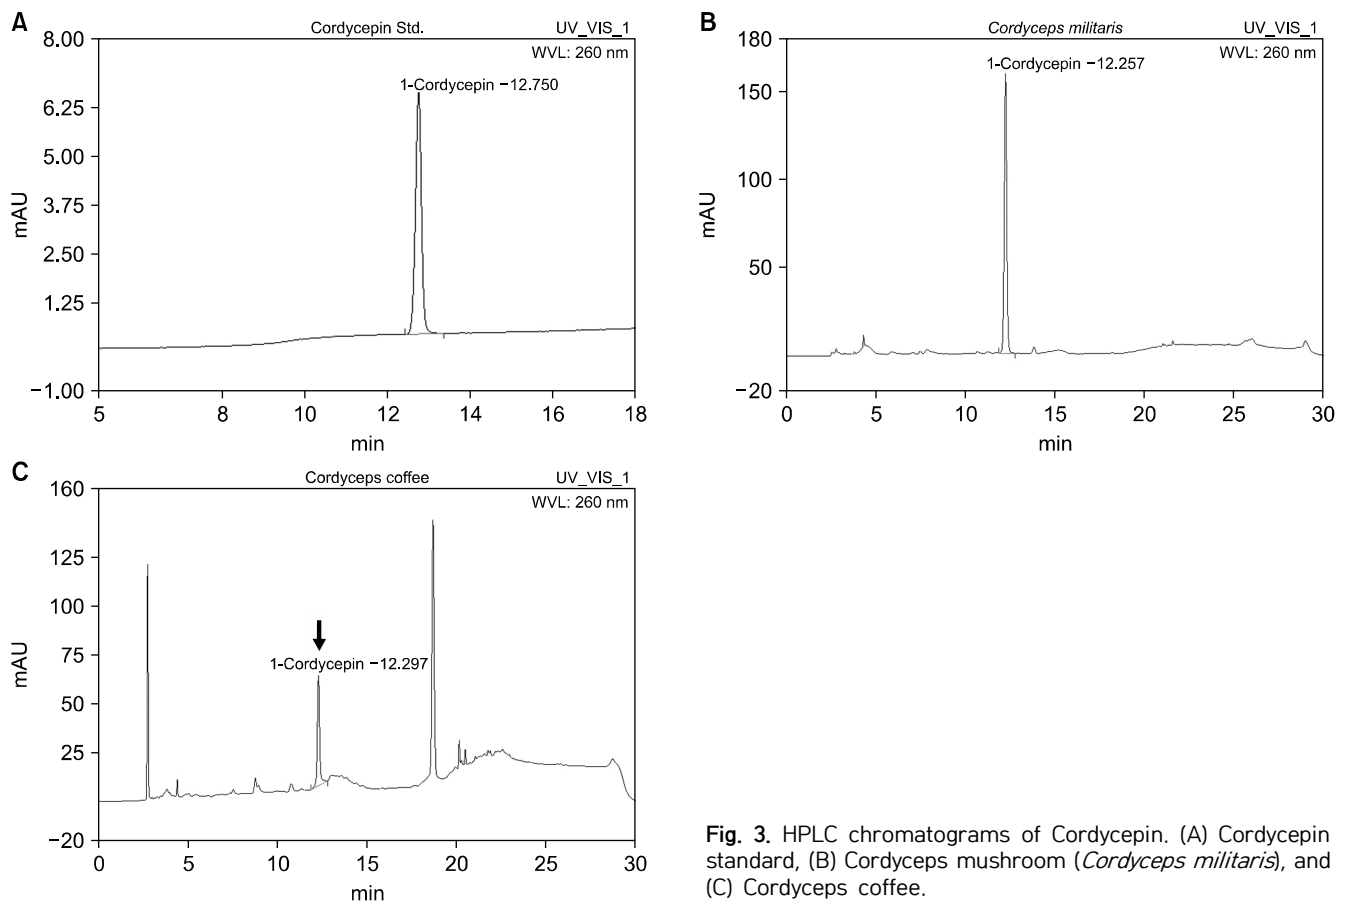 A
Cordycepin Std.
UV_VIS_1
8.00
WVL: 260 nm
1-Cordycepin −12.750
6.25
5.00
3.75
2.50
1.25
−1.00
mAU
5
8
10
12
14
16
18
min
B
Cordyceps militaris
UV_VIS_1
180
WVL: 260 nm
1-Cordycepin −12.257
150
100
50
−20
mAU
0
5
10
15
20
25
30
min
C
Cordyceps coffee
UV_VIS_1
160
WVL: 260 nm
125
100
75
1-Cordycepin −12.297
50
25
−20
mAU
0
5
10
15
20
25
30
min
Fig. 3. HPLC chromatograms of Cordycepin. (A) Cordycepin
standard, (B) Cordyceps mushroom (Cordyceps militaris), and
(C) Cordyceps coffee.